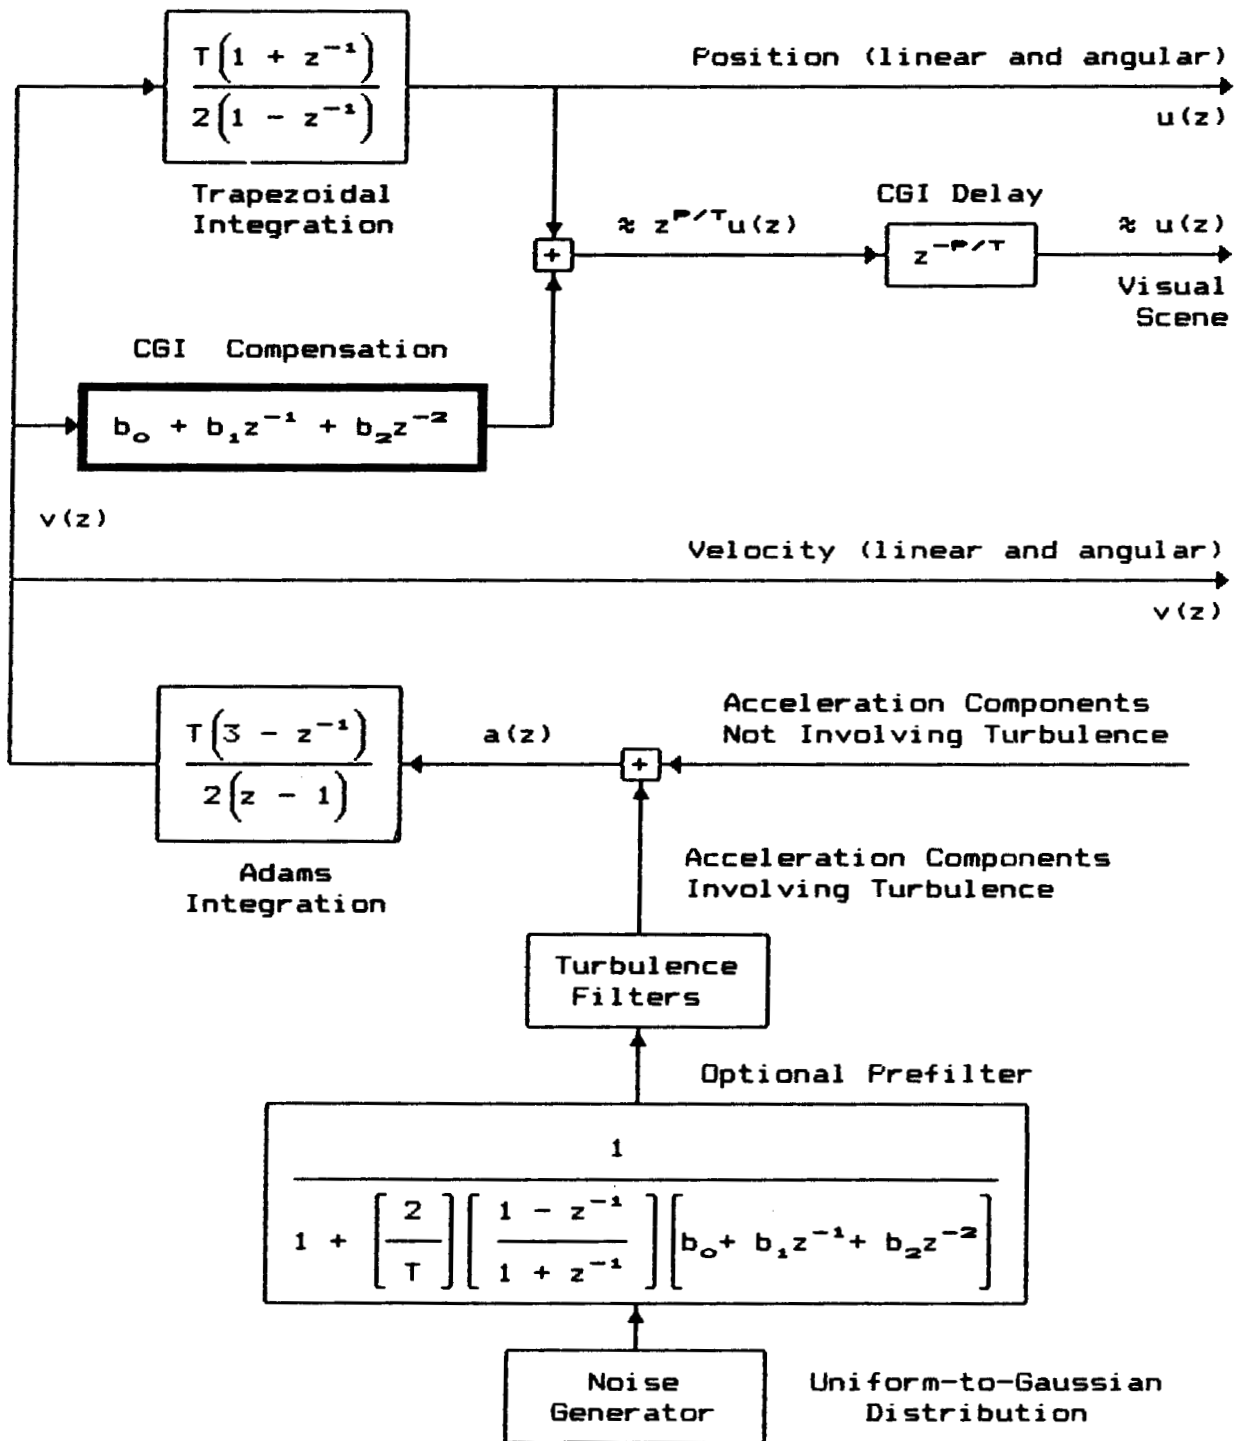 T(1 + z⁻¹)
2(1 - z⁻¹)
Trapezoidal
Integration
Position (linear and angular)
u(z)
+
≈ z^(P/T)u(z)
CGI Delay
z^(-P/T)
≈ u(z)
Visual
Scene
CGI Compensation
b₀ + b₁z⁻¹ + b₂z⁻²
v(z)
Velocity (linear and angular)
v(z)
T(3 - z⁻¹)
2(z - 1)
Adams
Integration
a(z)
+
Acceleration Components
Not Involving Turbulence
Acceleration Components
Involving Turbulence
Turbulence
Filters
Optional Prefilter
1
1 + [2/T][(1 - z⁻¹)/(1 + z⁻¹)][b₀+ b₁z⁻¹+ b₂z⁻²]
Noise
Generator
Uniform-to-Gaussian
Distribution